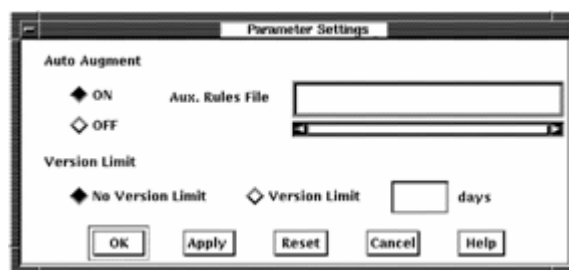 Parameter Settings
Auto Augment
ON Aux. Rules File
OFF
Version Limit
No Version Limit Version Limit days
OK Apply Reset Cancel Help